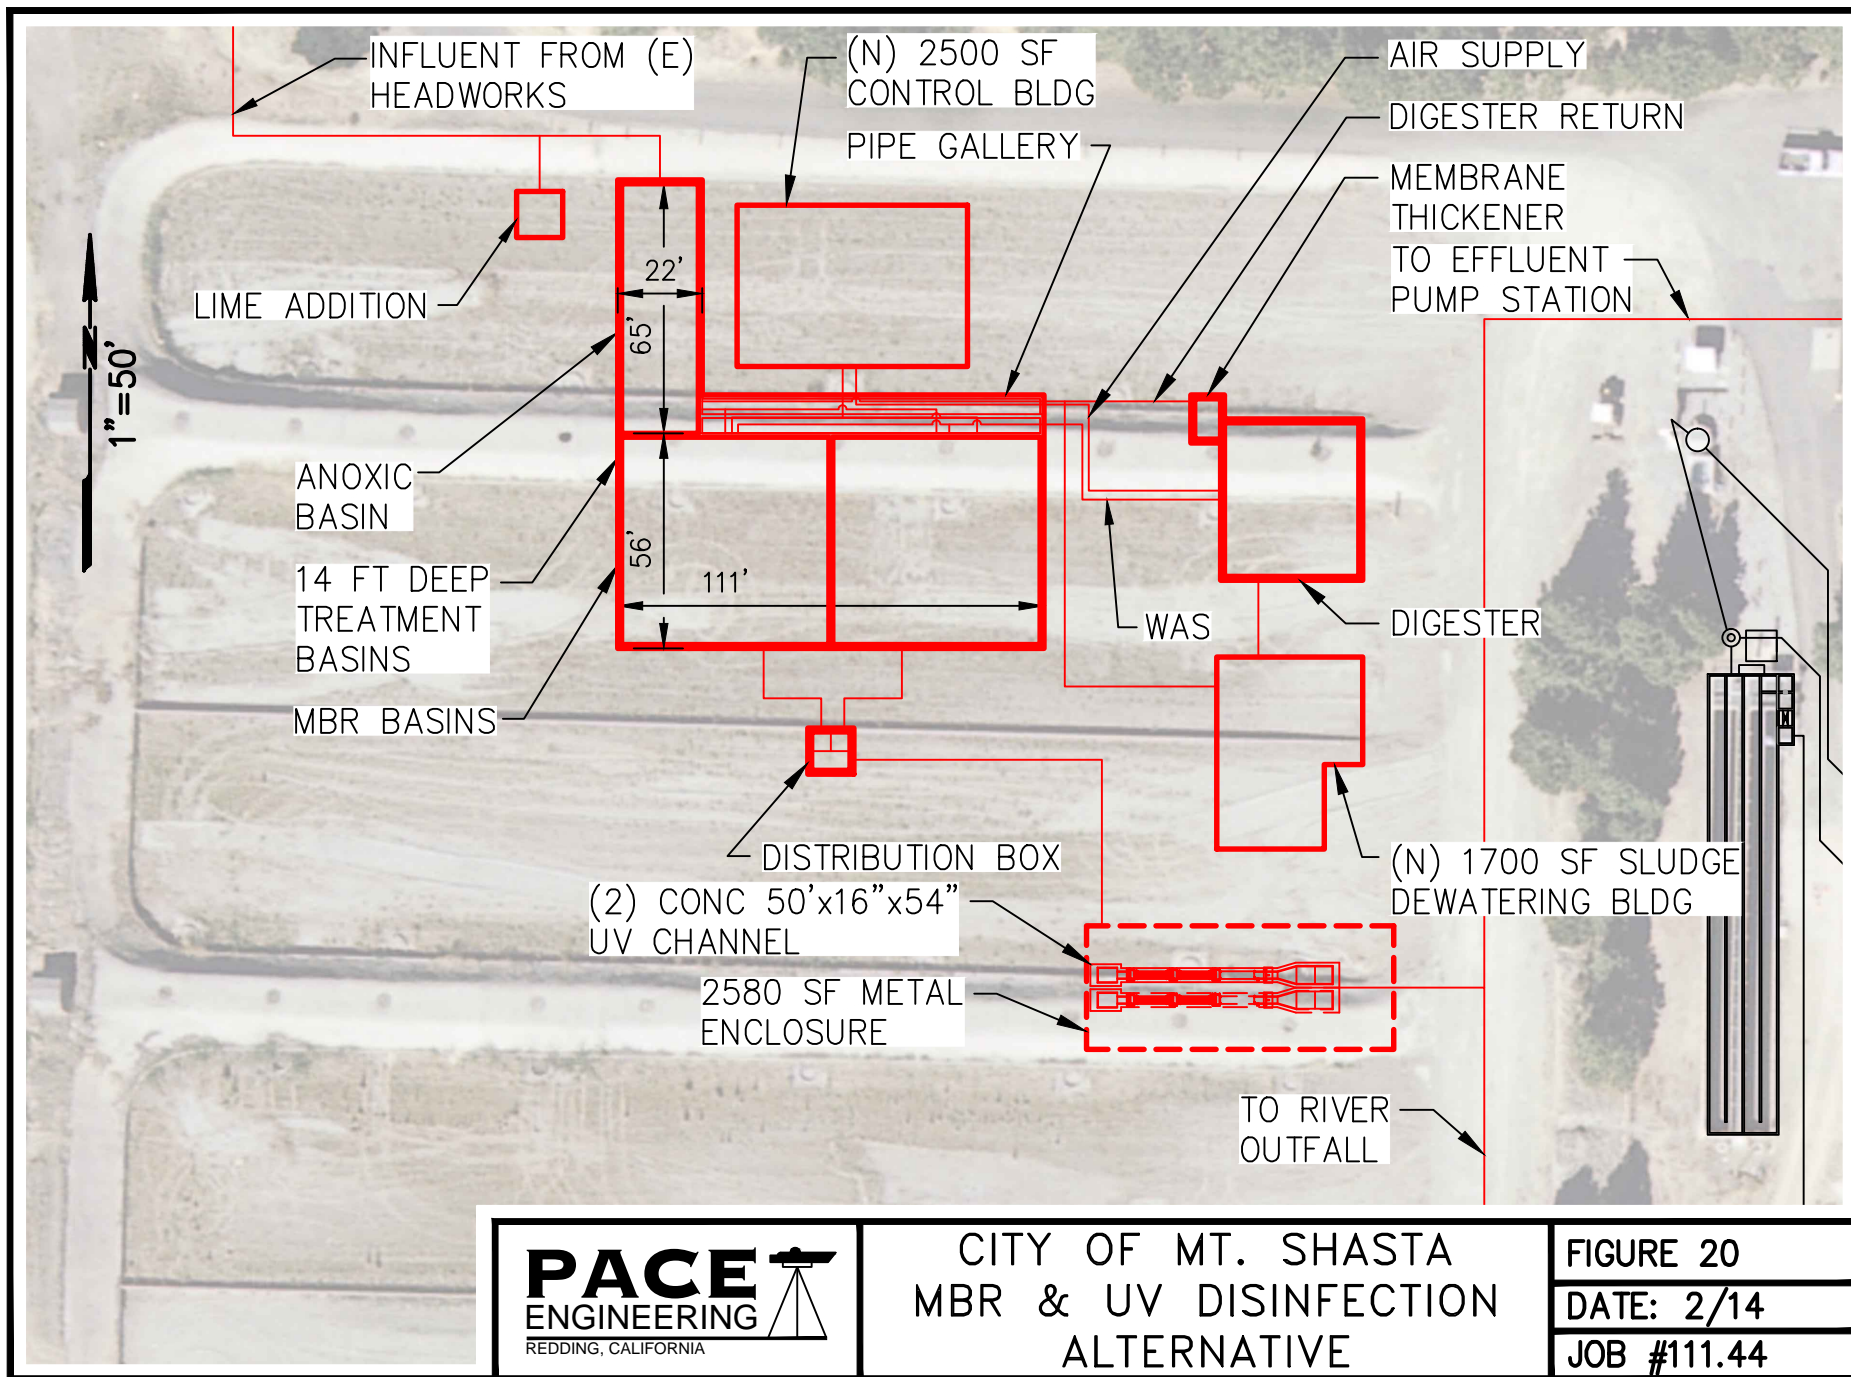 INFLUENT FROM (E)
HEADWORKS
(N) 2500 SF
CONTROL BLDG
PIPE GALLERY
AIR SUPPLY
DIGESTER RETURN
MEMBRANE
THICKENER
TO EFFLUENT
PUMP STATION
LIME ADDITION
22'
65'
N
1"=50'
ANOXIC
BASIN
14 FT DEEP
TREATMENT
BASINS
MBR BASINS
56'
111'
WAS
DIGESTER
DISTRIBUTION BOX
(2) CONC 50'x16"x54"
UV CHANNEL
2580 SF METAL
ENCLOSURE
(N) 1700 SF SLUDGE
DEWATERING BLDG
TO RIVER
OUTFALL
PACE
ENGINEERING
REDDING, CALIFORNIA
CITY OF MT. SHASTA
MBR & UV DISINFECTION
ALTERNATIVE
FIGURE 20
DATE: 2/14
JOB #111.44